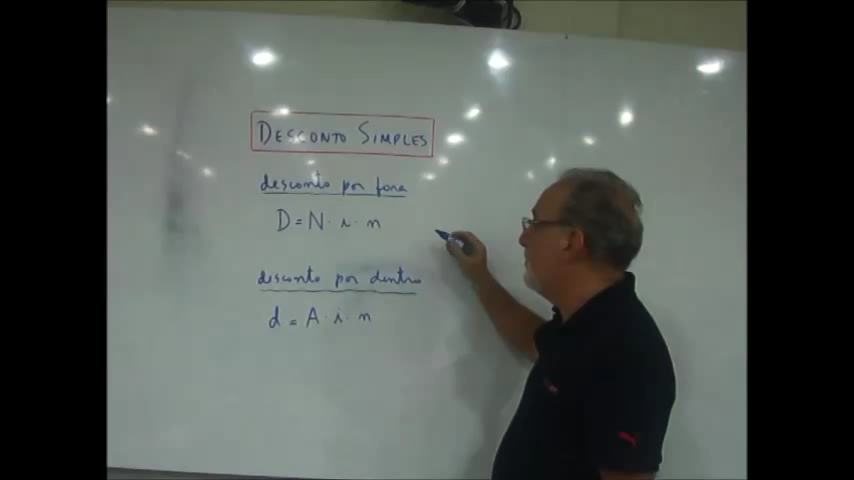 DESCONTO SIMPLES
desconto por fora
D = N · i · n
desconto por dentro
d = A · i · n